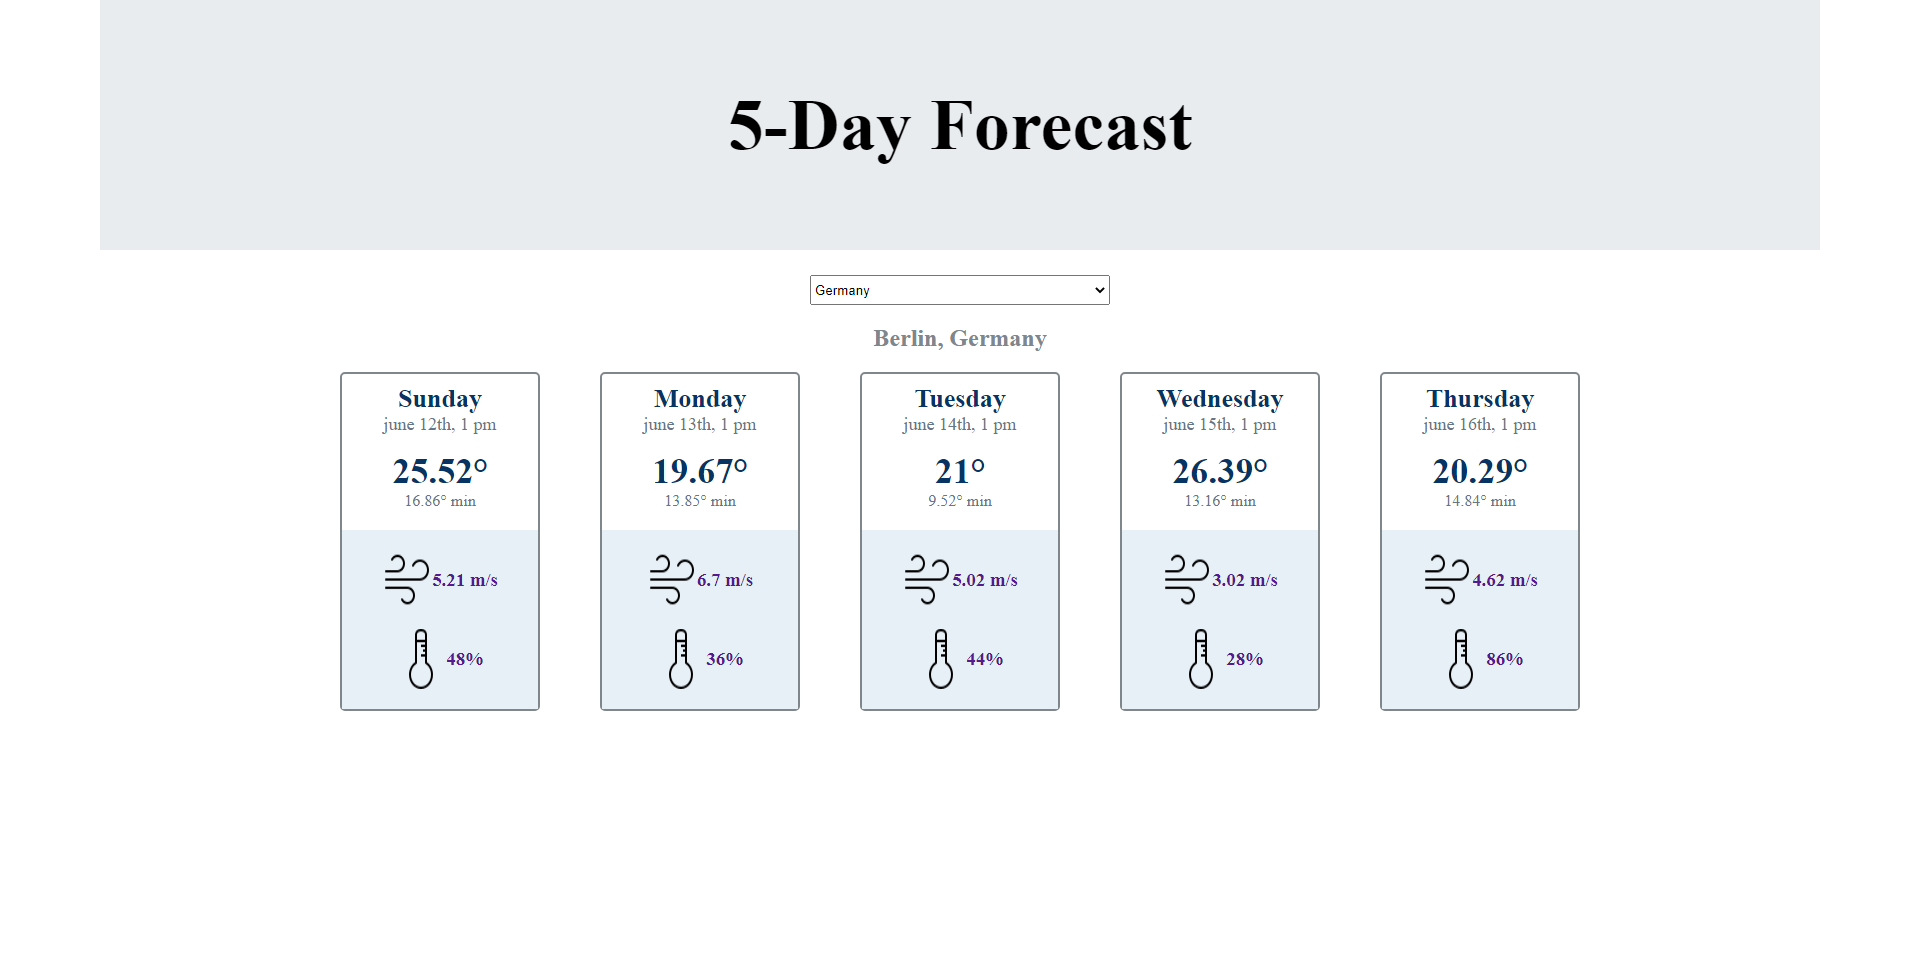 5-Day Forecast
Germany
Berlin, Germany
Sunday
june 12th, 1 pm
25.52°
16.86° min
5.21 m/s
48%
Monday
june 13th, 1 pm
19.67°
13.85° min
6.7 m/s
36%
Tuesday
june 14th, 1 pm
21°
9.52° min
5.02 m/s
44%
Wednesday
june 15th, 1 pm
26.39°
13.16° min
3.02 m/s
28%
Thursday
june 16th, 1 pm
20.29°
14.84° min
4.62 m/s
86%